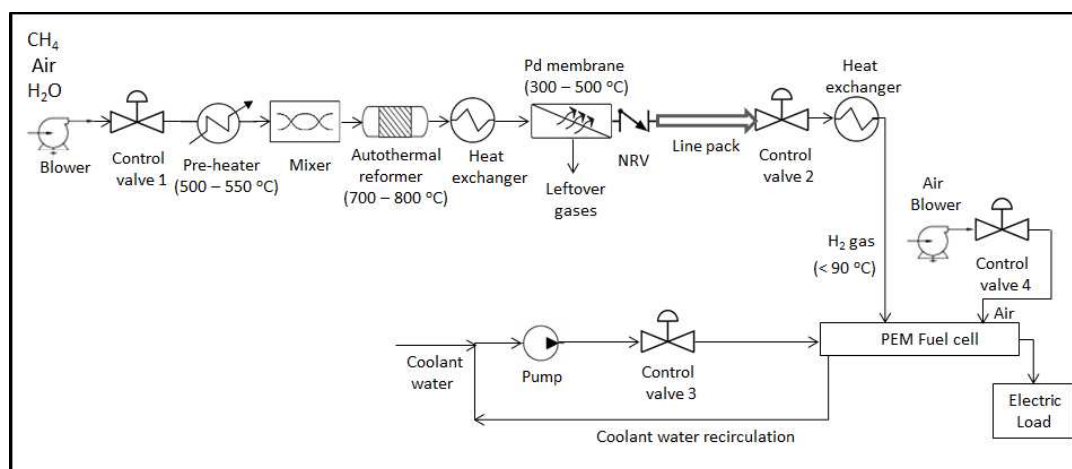 CH₄
Air
H₂O
Blower
Control
valve 1
Pre-heater
(500 – 550 °C)
Mixer
Autothermal
reformer
(700 – 800 °C)
Heat
exchanger
Pd membrane
(300 – 500 °C)
Leftover
gases
NRV
Line pack
Control
valve 2
Heat
exchanger
H₂ gas
(< 90 °C)
Air
Blower
Control
valve 4
Air
PEM Fuel cell
Coolant
water
Pump
Control
valve 3
Coolant water recirculation
Electric
Load